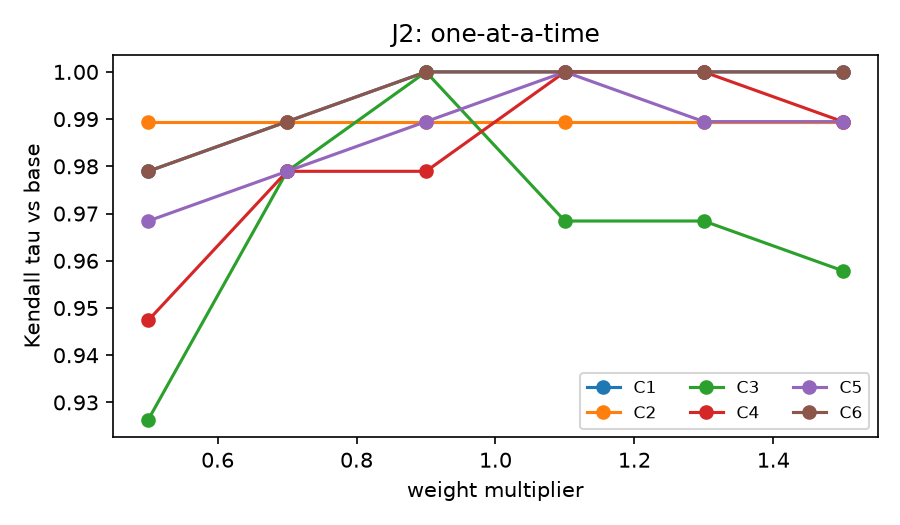 J2: one-at-a-time
Kendall tau vs base
1.00
0.99
0.98
0.97
0.96
0.95
0.94
0.93
0.6 0.8 1.0 1.2 1.4
weight multiplier
C1 C3 C5
C2 C4 C6